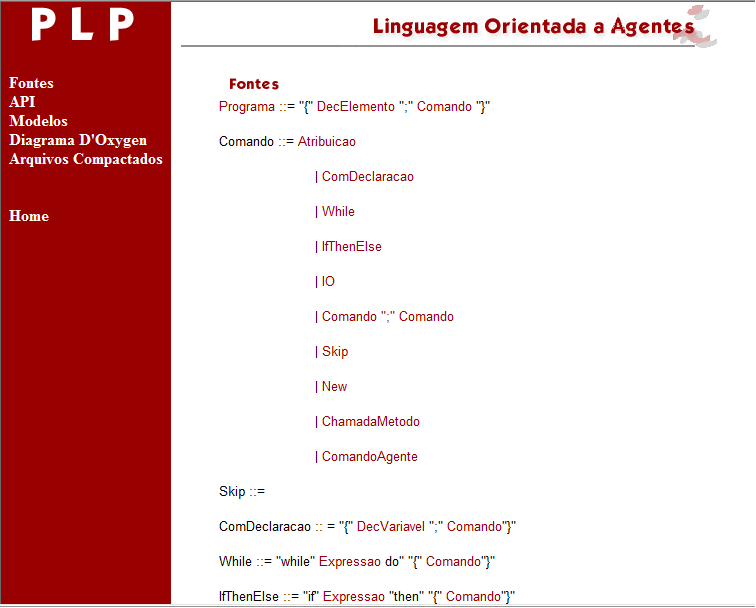 P L P
Linguagem Orientada a Agentes
Fontes
API
Modelos
Diagrama D'Oxygen
Arquivos Compactados
Home
Fontes
Programa ::= "{" DecElemento ";" Comando "}"
Comando ::= Atribuicao
| ComDeclaracao
| While
| IfThenElse
| IO
| Comando ";" Comando
| Skip
| New
| ChamadaMetodo
| ComandoAgente
Skip ::=
ComDeclaracao :: = "{" DecVariavel ";" Comando"}"
While ::= "while" Expressao do" "{" Comando"}"
IfThenElse ::= "if" Expressao "then" "{" Comando"}"